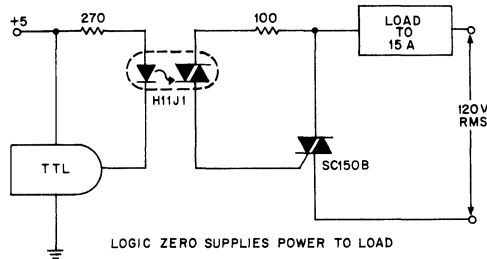 +5
270
100
LOAD
TO
15 A
H11J1
TTL
SC150B
120V
RMS
LOGIC ZERO SUPPLIES POWER TO LOAD